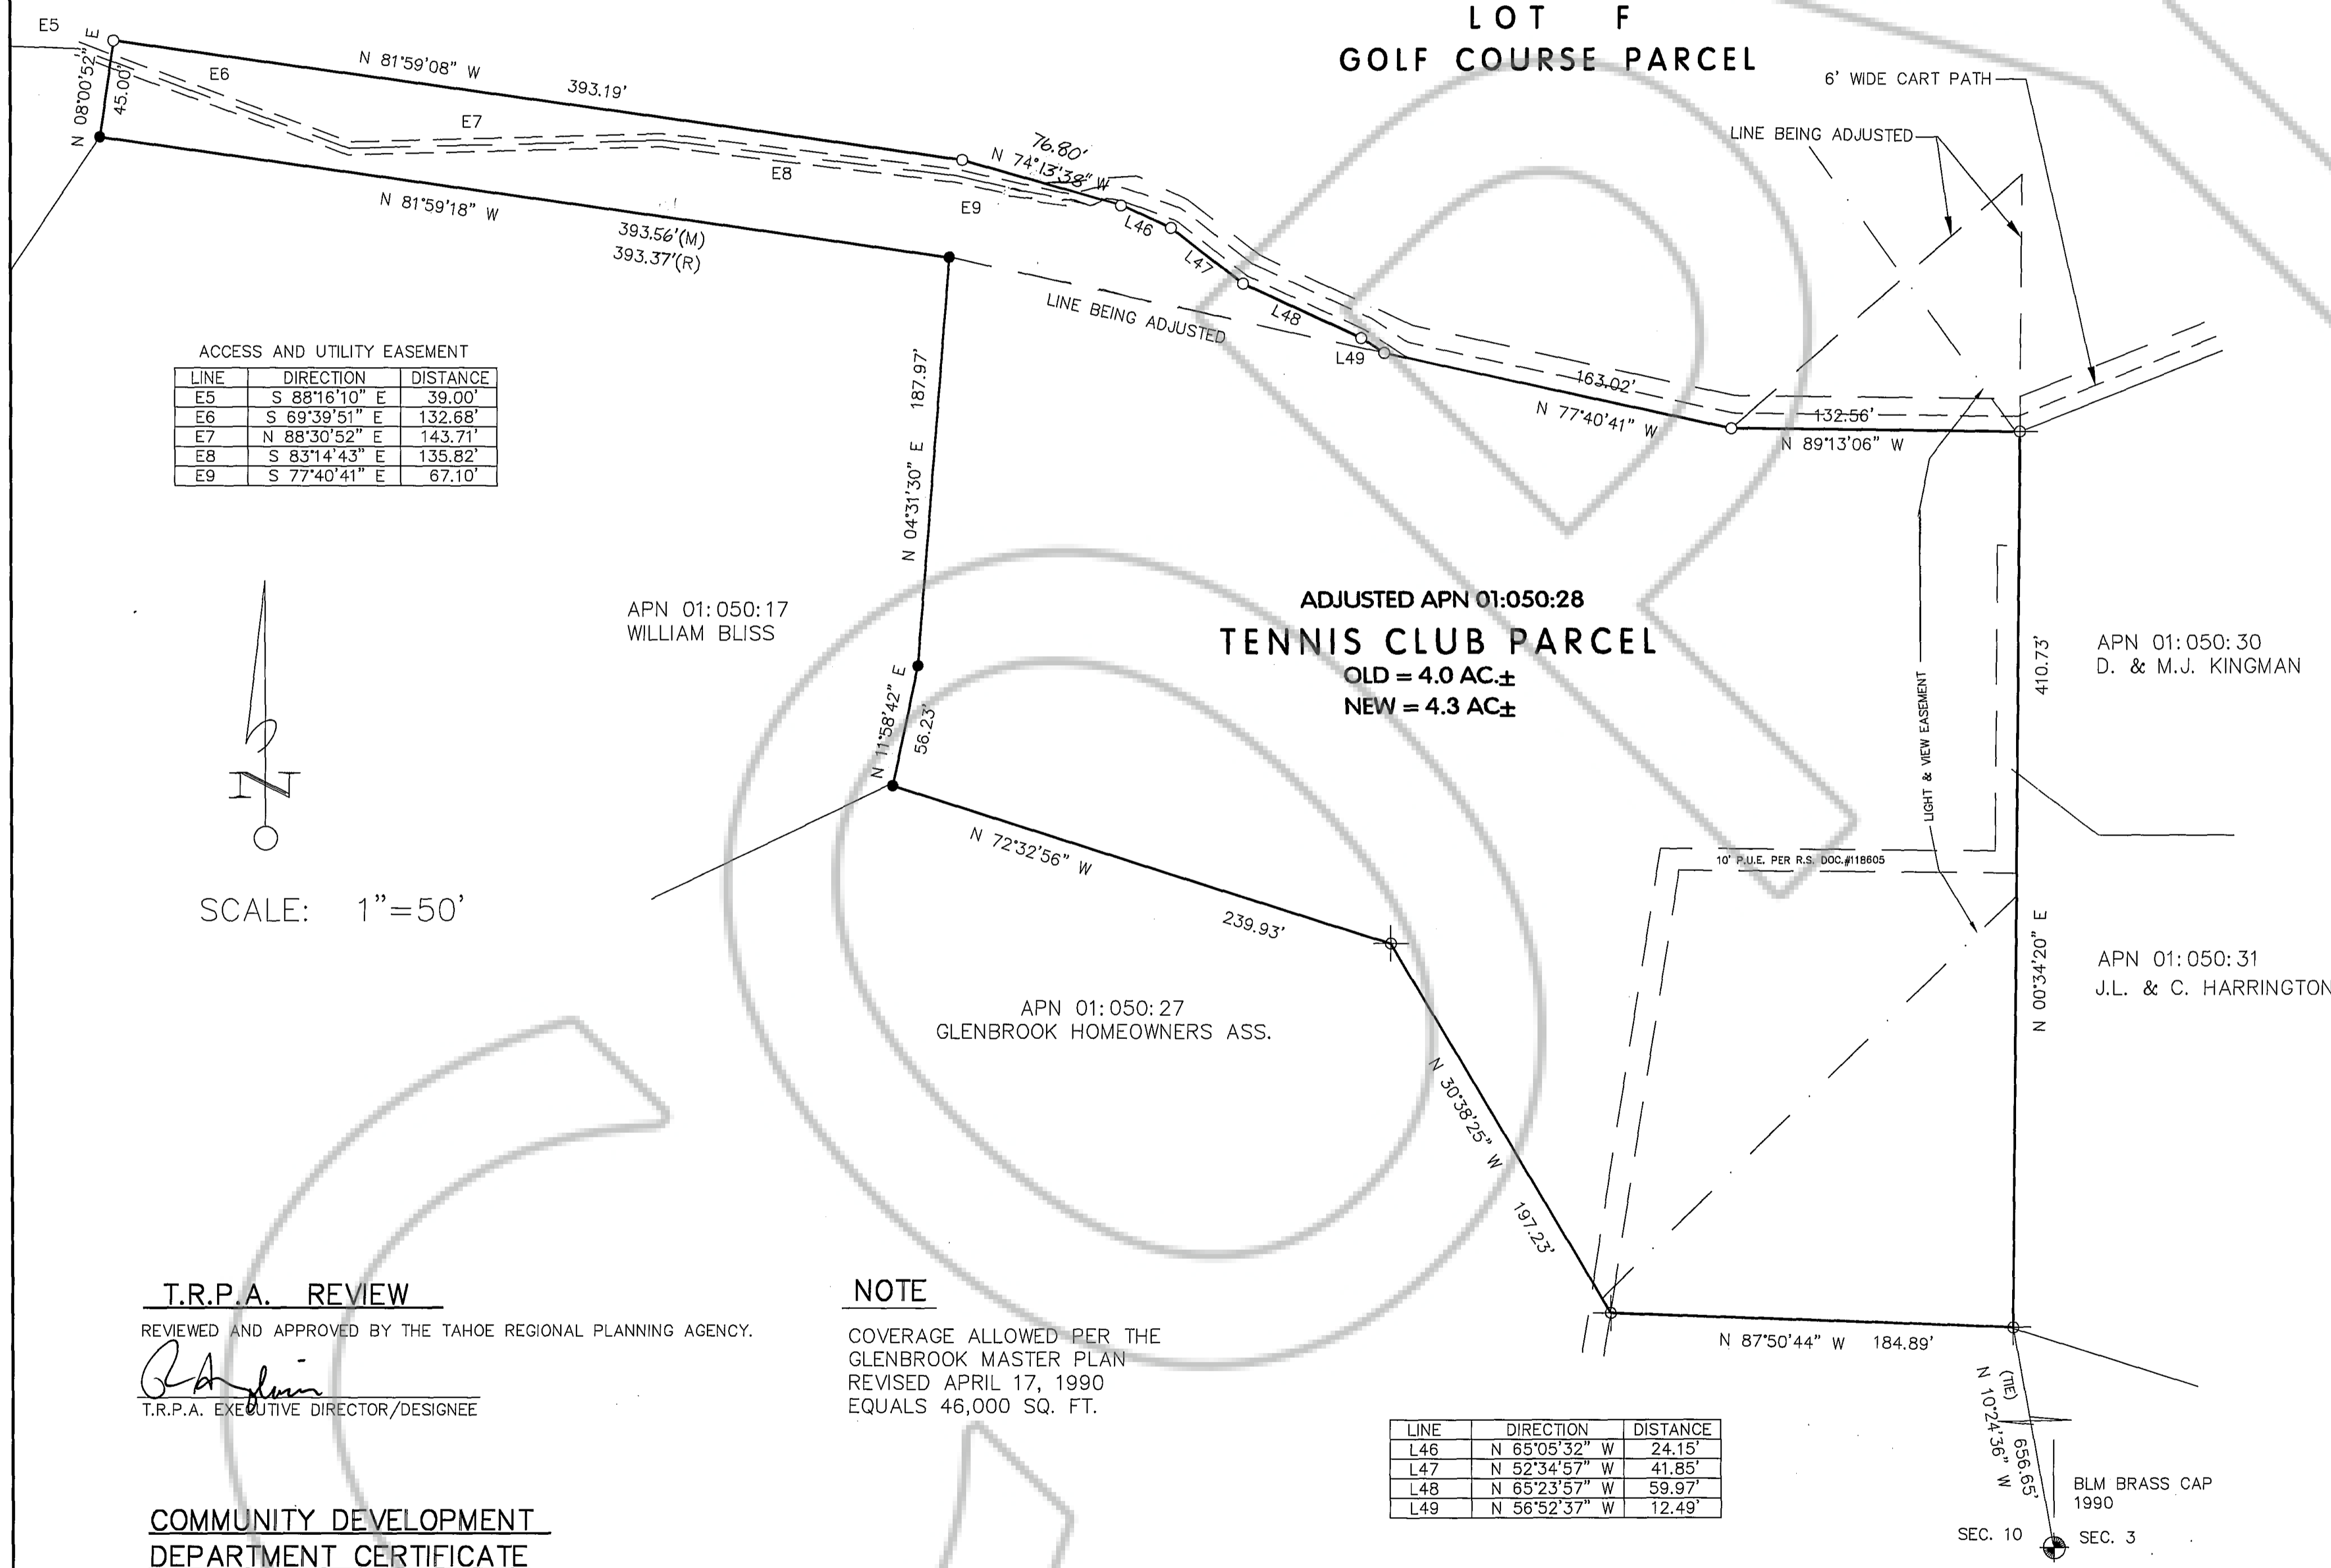 LOT F
GOLF COURSE PARCEL
E5
N 08°00'52" E
45.00'
E6
N 81°59'08" W
393.19'
E7
E8
E9
76.80'
N 74°13'38" W
6' WIDE CART PATH
LINE BEING ADJUSTED
N 81°59'18" W
393.56'(M)
393.37'(R)
L46
L47
L48
L49
LINE BEING ADJUSTED
163.02'
N 77°40'41" W
132.56'
N 89°13'06" W
ACCESS AND UTILITY EASEMENT
LINE DIRECTION DISTANCE
E5 S 88°16'10" E 39.00'
E6 S 69°39'51" E 132.68'
E7 N 88°30'52" E 143.71'
E8 S 83°14'43" E 135.82'
E9 S 77°40'41" E 67.10'
N 04°31'30" E 187.97'
APN 01:050:17
WILLIAM BLISS
N 11°58'42" E
56.23'
ADJUSTED APN 01:050:28
TENNIS CLUB PARCEL
OLD = 4.0 AC.±
NEW = 4.3 AC±
LIGHT & VIEW EASEMENT
410.73'
N 00°34'20" E
APN 01:050:30
D. & M.J. KINGMAN
N
SCALE: 1"=50'
N 72°32'56" W
239.93'
10' P.U.E. PER R.S. DOC.#118605
APN 01:050:31
J.L. & C. HARRINGTON
APN 01:050:27
GLENBROOK HOMEOWNERS ASS.
N 30°38'25" W
197.23'
N 87°50'44" W 184.89'
T.R.P.A. REVIEW
REVIEWED AND APPROVED BY THE TAHOE REGIONAL PLANNING AGENCY.
T.R.P.A. EXECUTIVE DIRECTOR/DESIGNEE
NOTE
COVERAGE ALLOWED PER THE
GLENBROOK MASTER PLAN
REVISED APRIL 17, 1990
EQUALS 46,000 SQ. FT.
LINE DIRECTION DISTANCE
L46 N 65°05'32" W 24.15'
L47 N 52°34'57" W 41.85'
L48 N 65°23'57" W 59.97'
L49 N 56°52'37" W 12.49'
(TIE)
N 10°24'36" W
656.65'
BLM BRASS CAP
1990
SEC. 10
SEC. 3
COMMUNITY DEVELOPMENT
DEPARTMENT CERTIFICATE